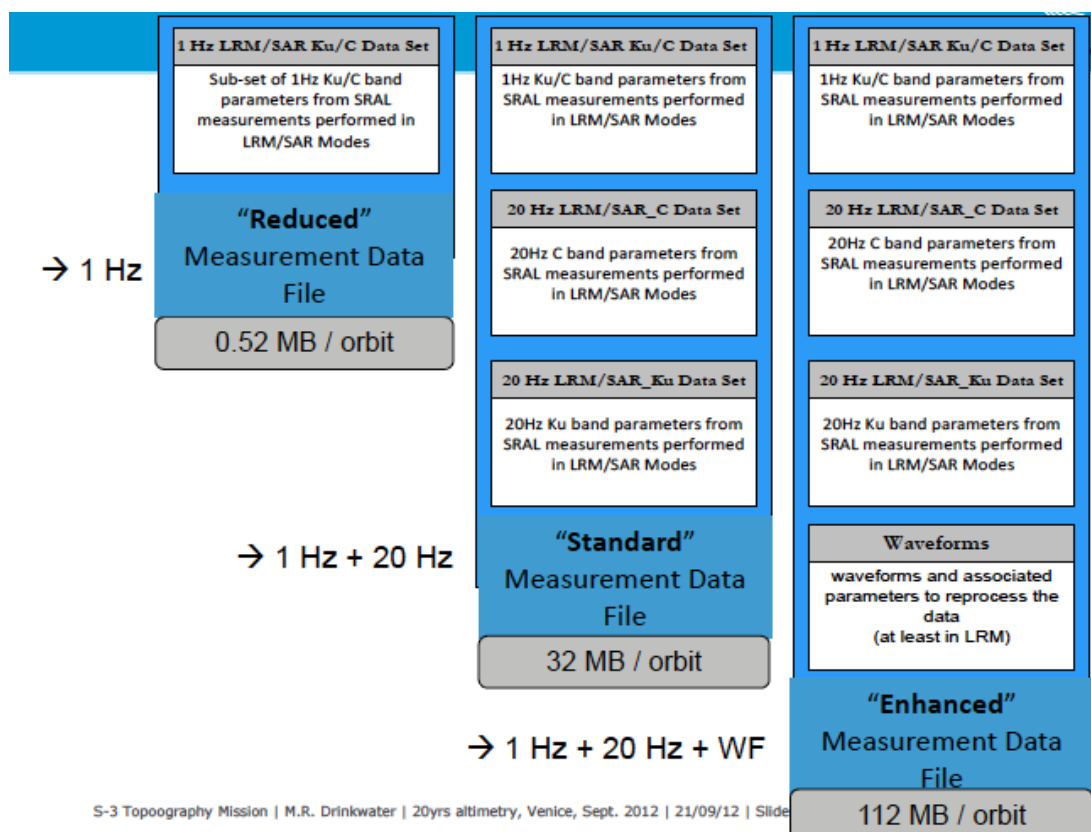 1 Hz LRM/SAR Ku/C Data Set
Sub-set of 1Hz Ku/C band
parameters from SRAL
measurements performed in
LRM/SAR Modes
"Reduced"
Measurement Data
File
→ 1 Hz
0.52 MB / orbit
1 Hz LRM/SAR Ku/C Data Set
1Hz Ku/C band parameters from
SRAL measurements performed
in LRM/SAR Modes
20 Hz LRM/SAR_C Data Set
20Hz C band parameters from
SRAL measurements performed
in LRM/SAR Modes
20 Hz LRM/SAR_Ku Data Set
20Hz Ku band parameters from
SRAL measurements performed
in LRM/SAR Modes
→ 1 Hz + 20 Hz
"Standard"
Measurement Data
File
32 MB / orbit
1 Hz LRM/SAR Ku/C Data Set
1Hz Ku/C band parameters from
SRAL measurements performed
in LRM/SAR Modes
20 Hz LRM/SAR_C Data Set
20Hz C band parameters from
SRAL measurements performed
in LRM/SAR Modes
20 Hz LRM/SAR_Ku Data Set
20Hz Ku band parameters from
SRAL measurements performed
in LRM/SAR Modes
Waveforms
waveforms and associated
parameters to reprocess the
data
(at least in LRM)
→ 1 Hz + 20 Hz + WF
"Enhanced"
Measurement Data
File
112 MB / orbit
S-3 Topoography Mission | M.R. Drinkwater | 20yrs altimetry, Venice, Sept. 2012 | 21/09/12 | Slide